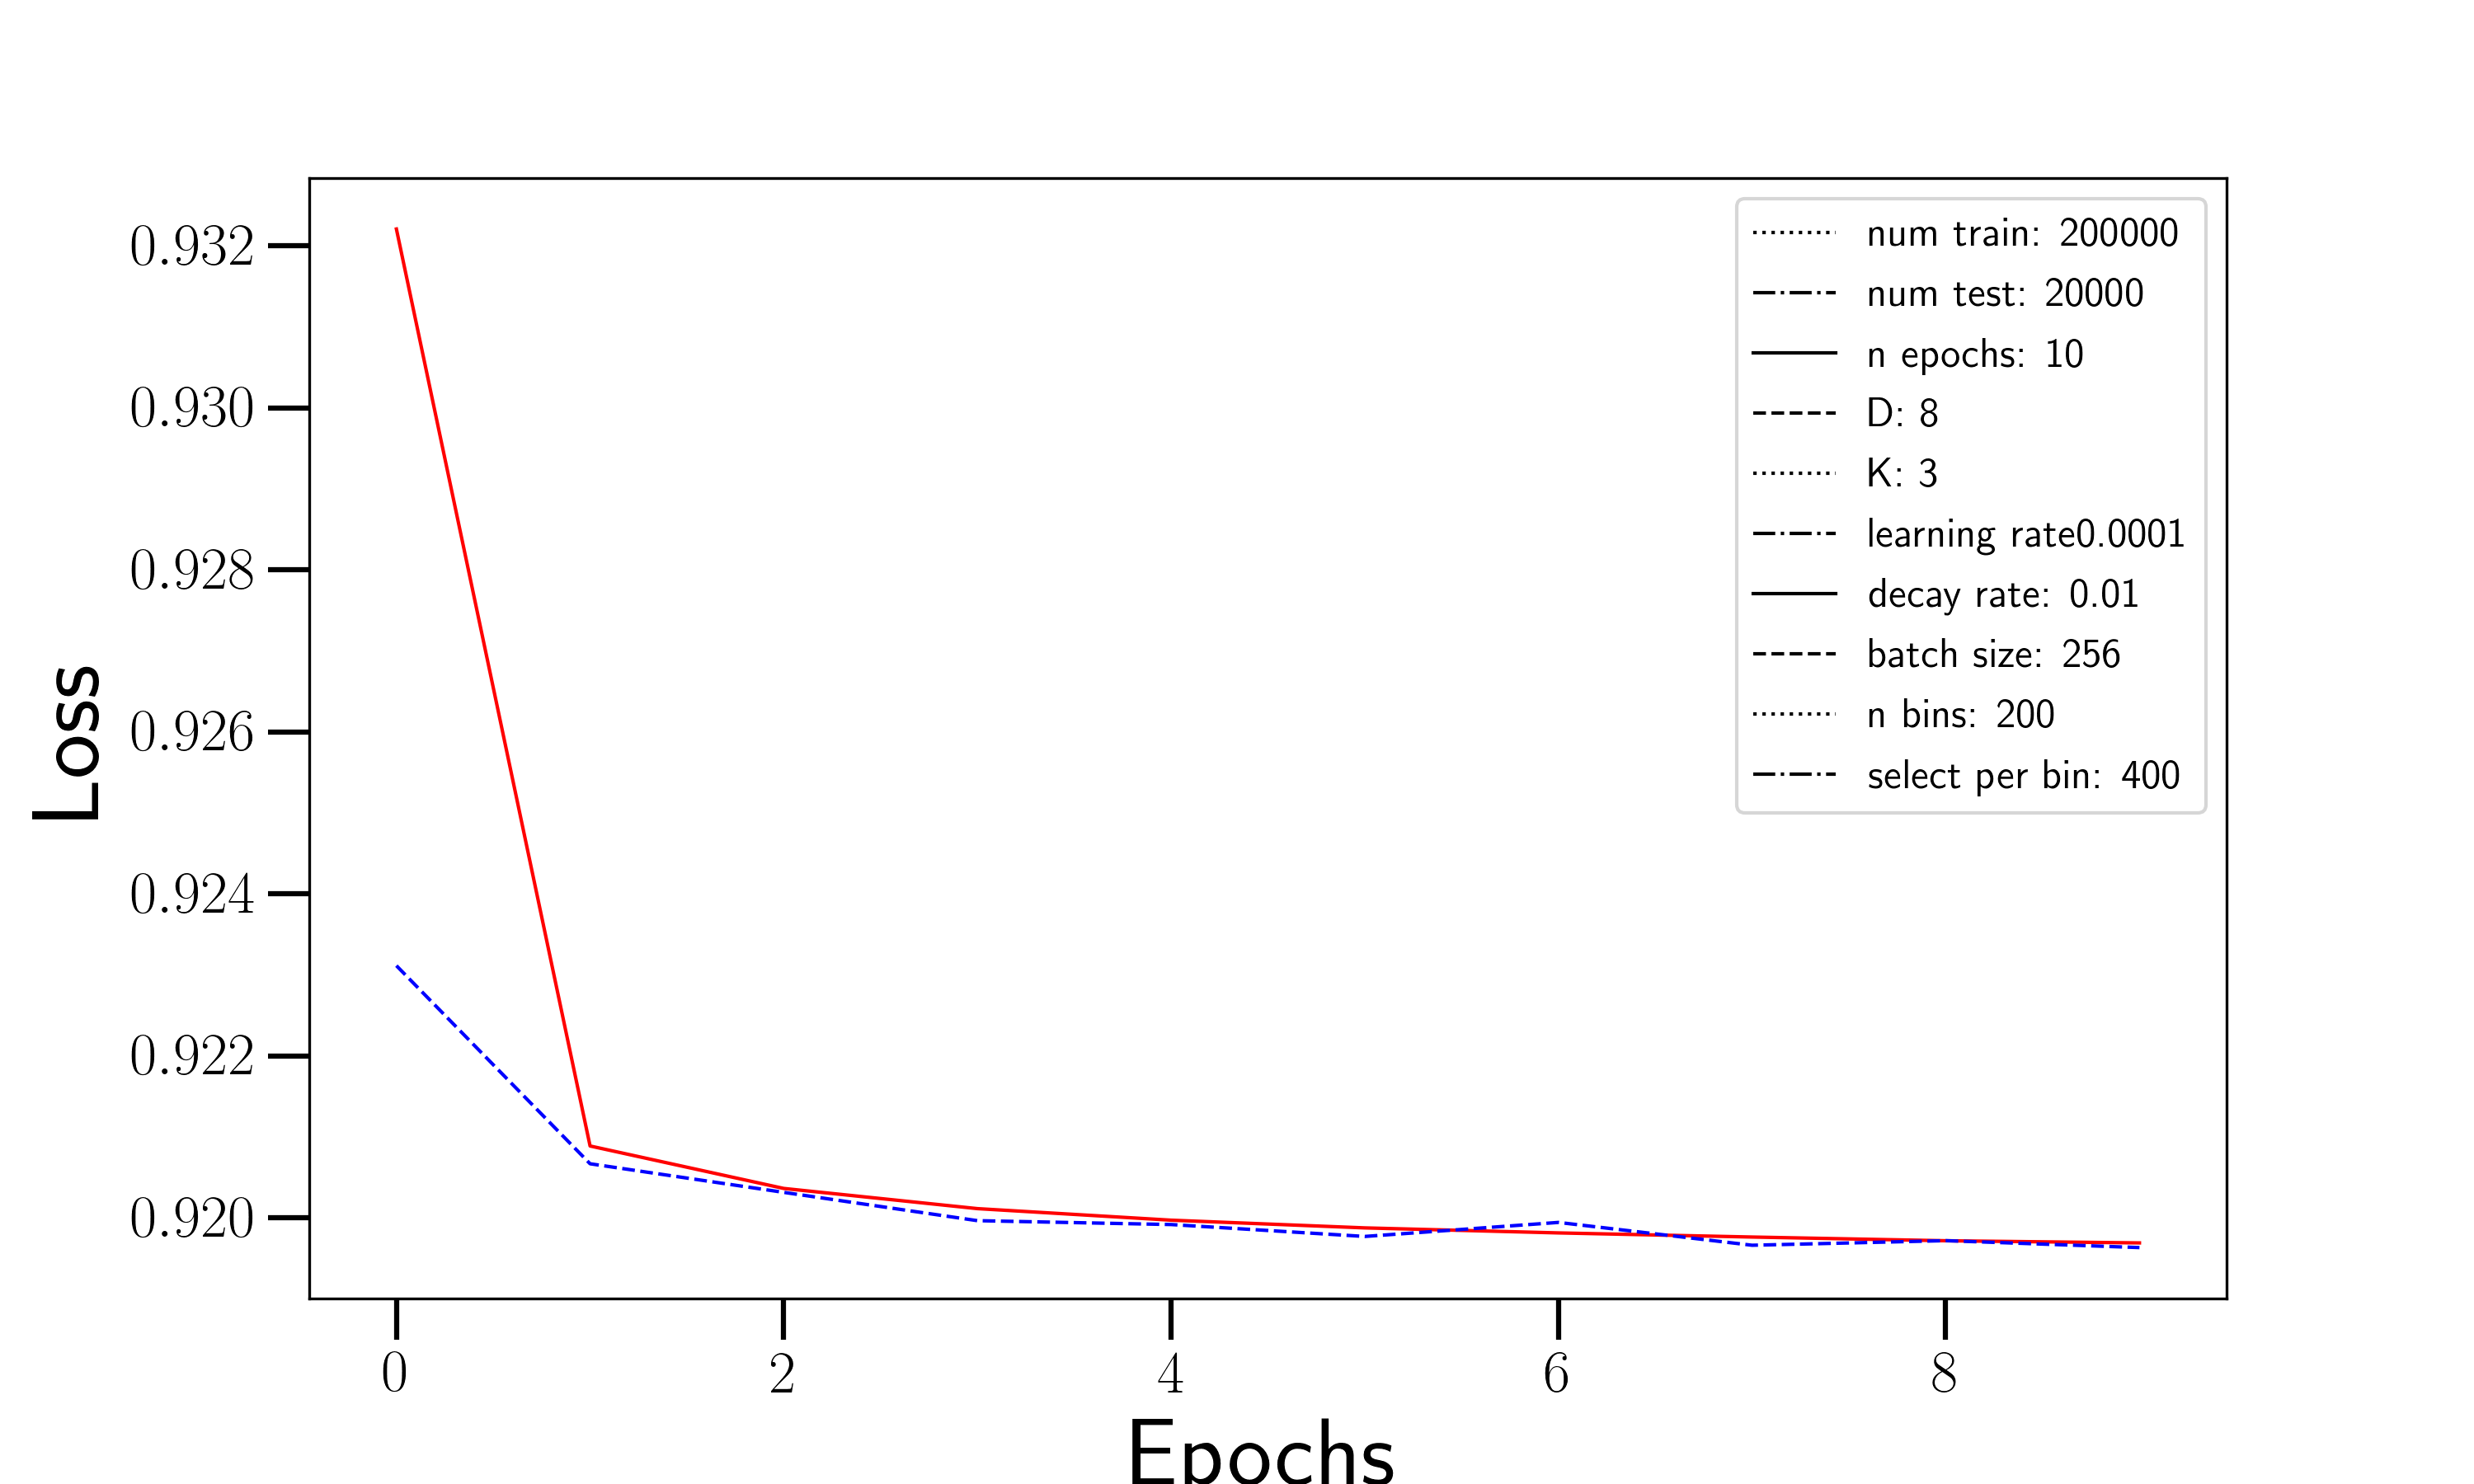 0.932
0.930
0.928
0.926
0.924
0.922
0.920
Loss
num train: 200000
num test: 20000
n epochs: 10
D: 8
K: 3
learning rate0.0001
decay rate: 0.01
batch size: 256
n bins: 200
select per bin: 400
0 2 4 6 8
Epochs